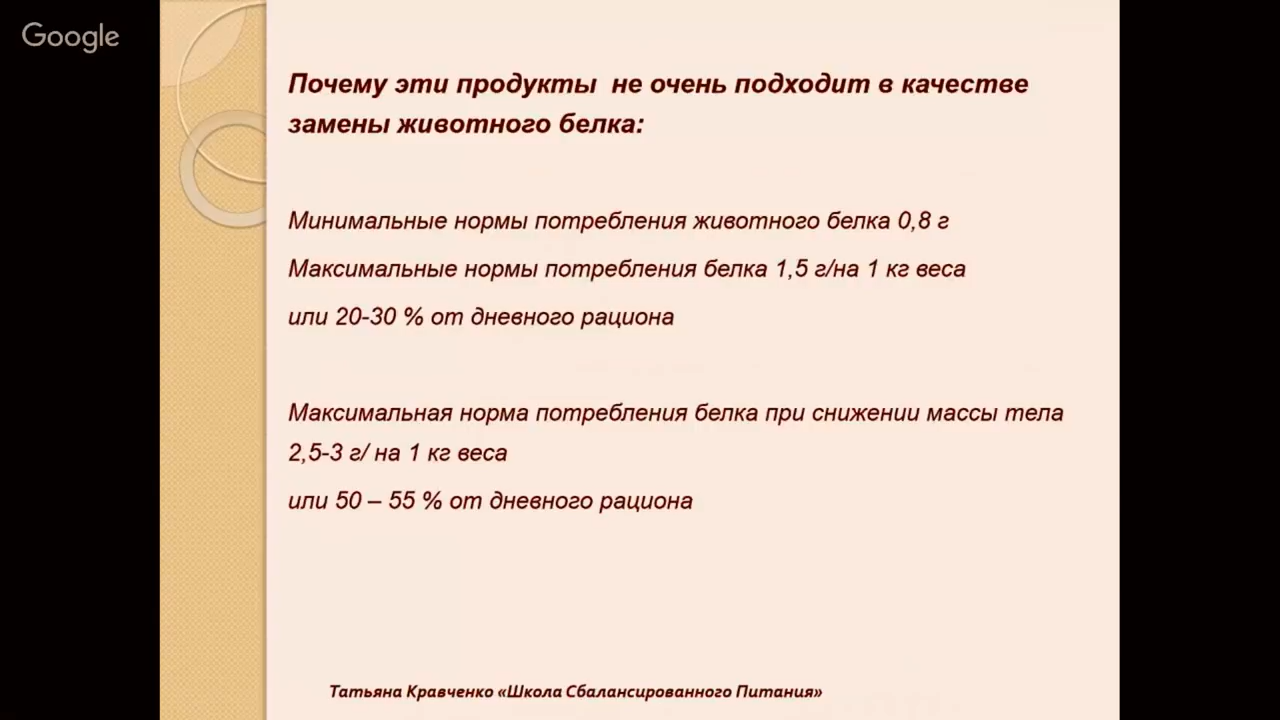 Google
Почему эти продукты не очень подходит в качестве
замены животного белка:
Минимальные нормы потребления животного белка 0,8 г
Максимальные нормы потребления белка 1,5 г/на 1 кг веса
или 20-30 % от дневного рациона
Максимальная норма потребления белка при снижении массы тела
2,5-3 г/ на 1 кг веса
или 50 – 55 % от дневного рациона
Татьяна Кравченко «Школа Сбалансированного Питания»